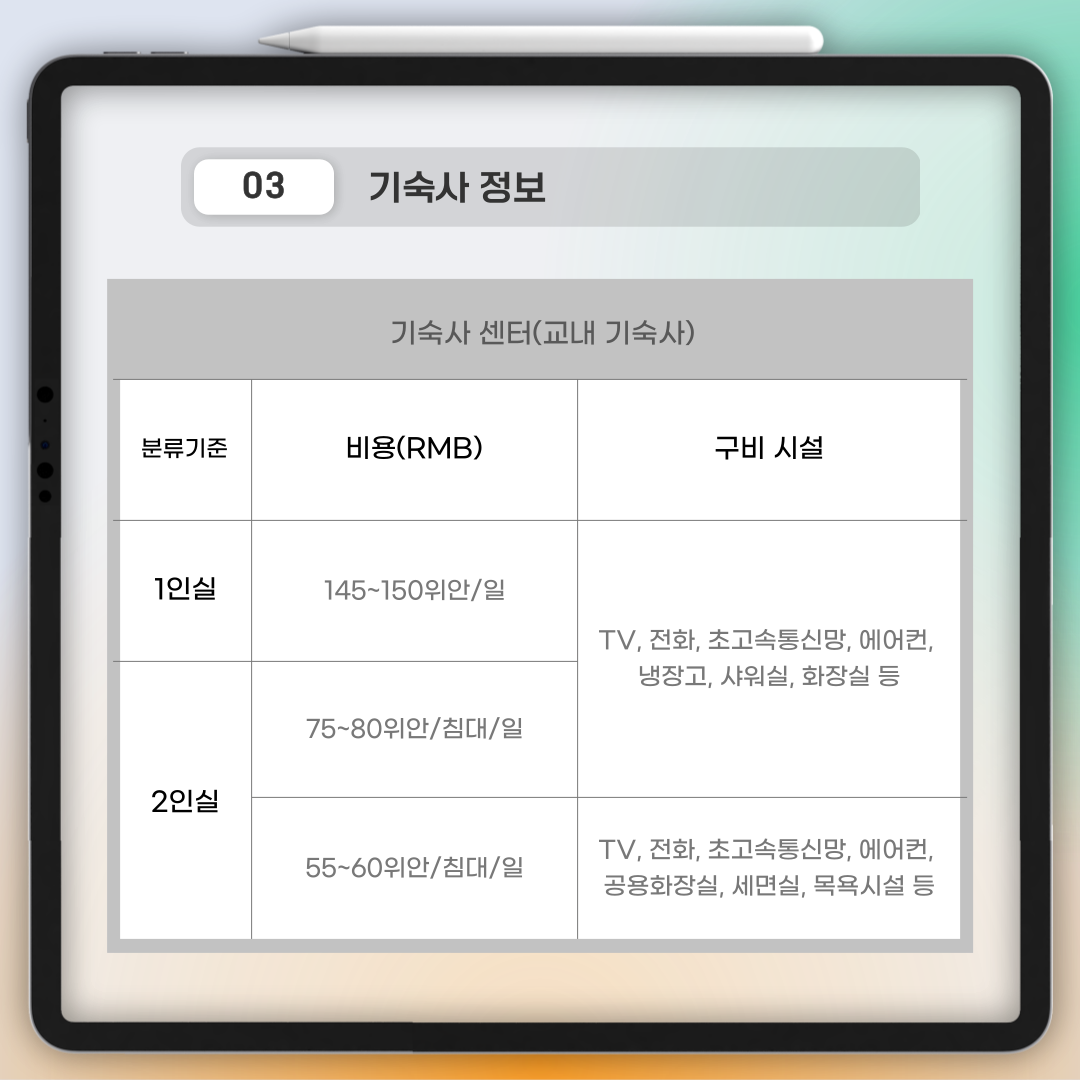 03 기숙사 정보
기숙사 센터(교내 기숙사)
분류기준 비용(RMB) 구비 시설
1인실 145~150위안/일
TV, 전화, 초고속통신망, 에어컨,
냉장고, 샤워실, 화장실 등
2인실
75~80위안/침대/일
55~60위안/침대/일
TV, 전화, 초고속통신망, 에어컨,
공용화장실, 세면실, 목욕시설 등